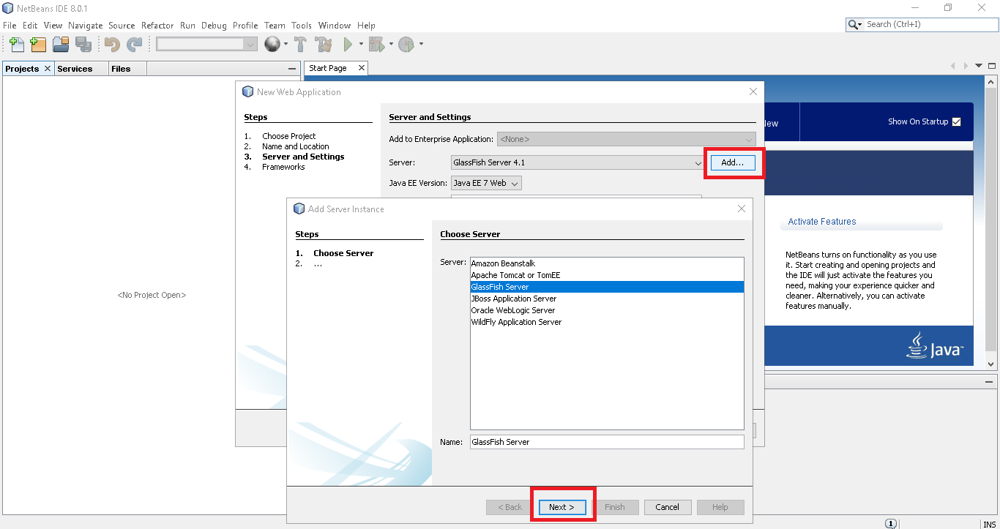 NetBeans IDE 8.0.1
File Edit View Navigate Source Refactor Run Debug Profile Team Tools Window Help
Search (Ctrl+I)
Projects Services Files
Start Page
<No Project Open>
New Web Application
Steps
1. Choose Project
2. Name and Location
3. Server and Settings
4. Frameworks
Server and Settings
Add to Enterprise Application: <None>
Server: GlassFish Server 4.1 Add...
Java EE Version: Java EE 7 Web
Show On Startup
Activate Features
NetBeans turns on functionality as you use
it. Start creating and opening projects and
the IDE will just activate the features you
need, making your experience quicker and
cleaner. Alternatively, you can activate
features manually.
Java
Add Server Instance
Steps
1. Choose Server
2. ...
Choose Server
Server:
Amazon Beanstalk
Apache Tomcat or TomEE
GlassFish Server
JBoss Application Server
Oracle WebLogic Server
WildFly Application Server
Name: GlassFish Server
< Back Next > Finish Cancel Help
1 INS